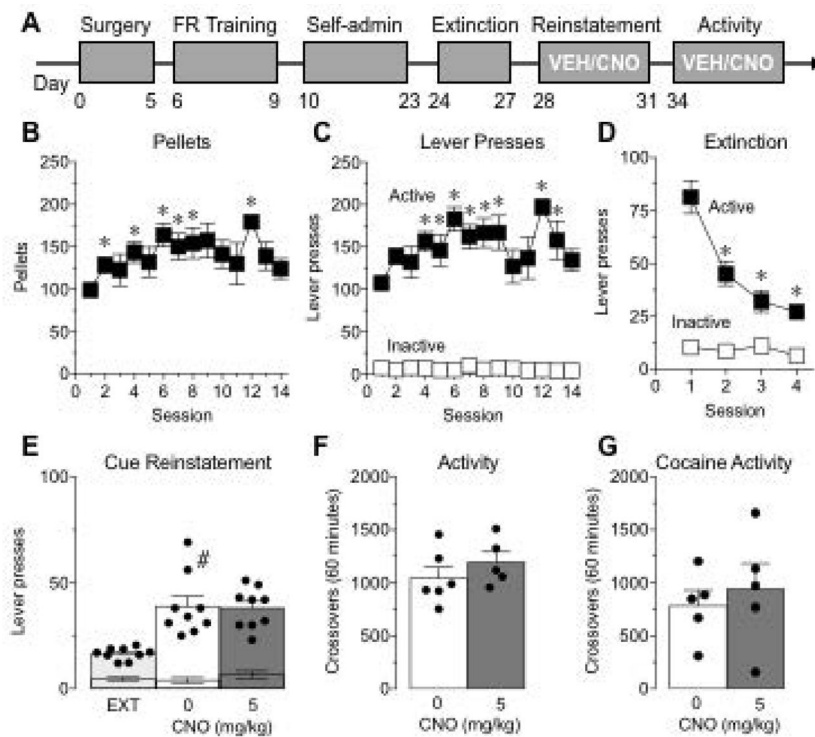 A
Surgery FR Training Self-admin Extinction Reinstatement Activity
VEH/CNO VEH/CNO
Day
0 5 6 9 10 23 24 27 28 31 34
B Pellets
250
200
150
100
50
0
Pellets
* * * * * *
0 2 4 6 8 10 12 14
Session
C Lever Presses
250
200
150
100
50
0
Lever presses
Active
* * * * * * * *
Inactive
0 2 4 6 8 10 12 14
Session
D Extinction
100
75
50
25
0
Lever presses
Active
* * *
Inactive
1 2 3 4
Session
E Cue Reinstatement
100
50
0
Lever presses
#
EXT 0 5
CNO (mg/kg)
F Activity
2000
1500
1000
500
0
Crossovers (60 minutes)
0 5
CNO (mg/kg)
G Cocaine Activity
2000
1500
1000
500
0
Crossovers (60 minutes)
0 5
CNO (mg/kg)